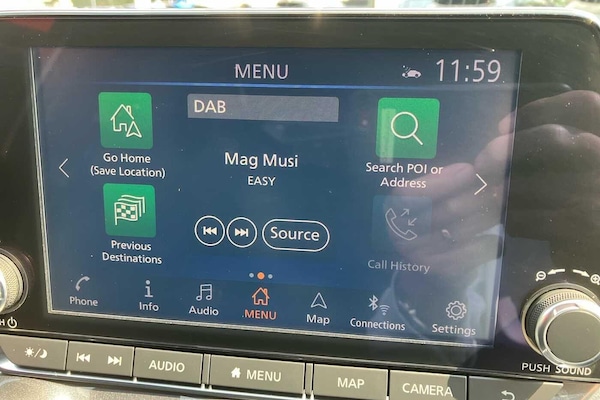 MENU
11:59
DAB
Go Home
(Save Location)
Mag Musi
EASY
Search POI or
Address
Previous
Destinations
Source
Call History
Phone
Info
Audio
MENU
Map
Connections
Settings
PUSH SOUND
AUDIO
MENU
MAP
CAMERA